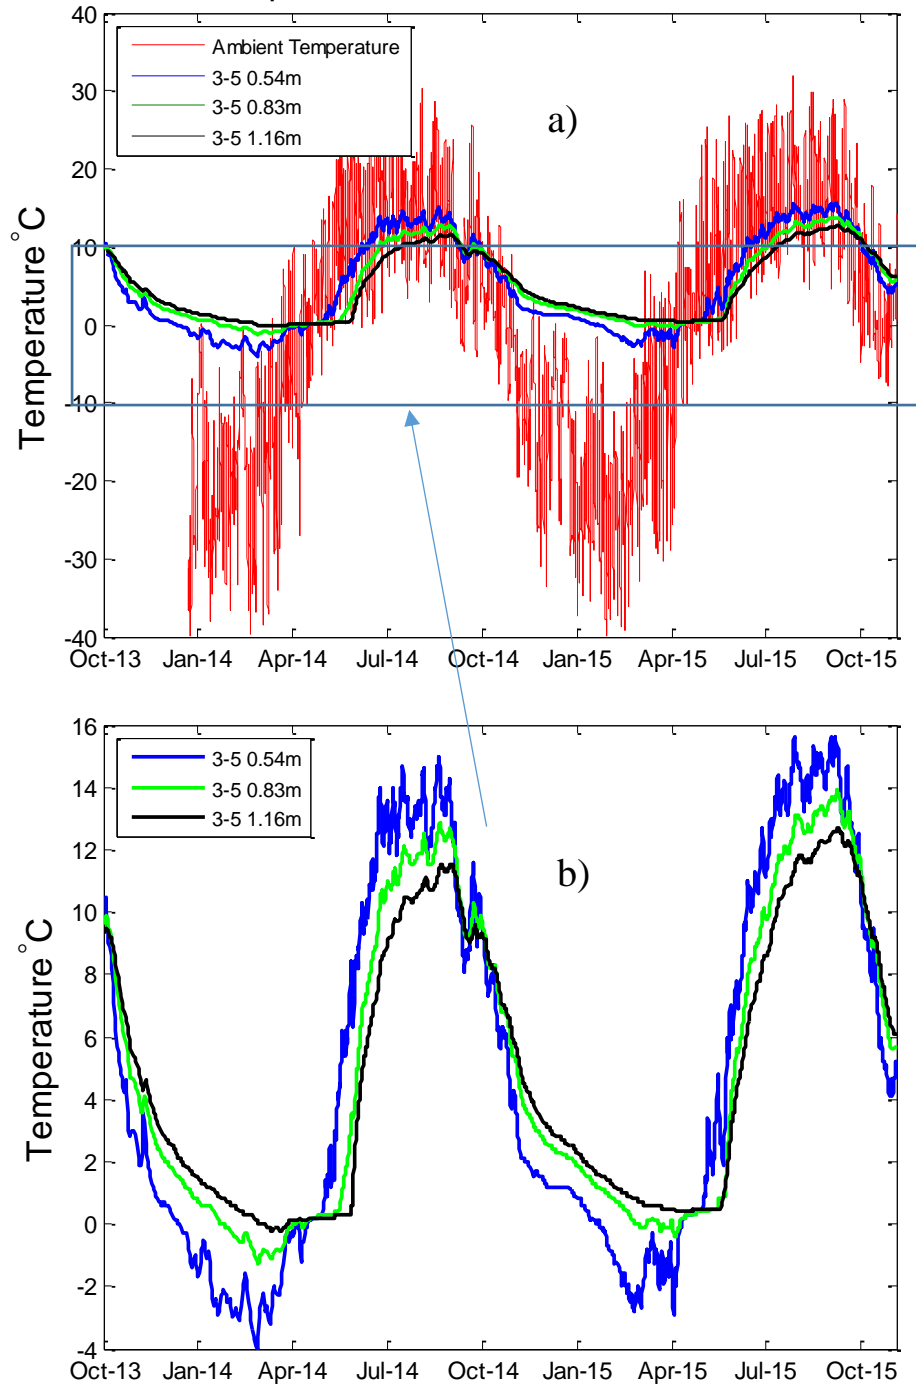 40
30
20
10
0
-10
-20
-30
-40
Temperature°C
Ambient Temperature
3-5 0.54m
3-5 0.83m
3-5 1.16m
a)
Oct-13 Jan-14 Apr-14 Jul-14 Oct-14 Jan-15 Apr-15 Jul-15 Oct-15
16
14
12
10
8
6
4
2
0
-2
-4
Temperature°C
3-5 0.54m
3-5 0.83m
3-5 1.16m
b)
Oct-13 Jan-14 Apr-14 Jul-14 Oct-14 Jan-15 Apr-15 Jul-15 Oct-15